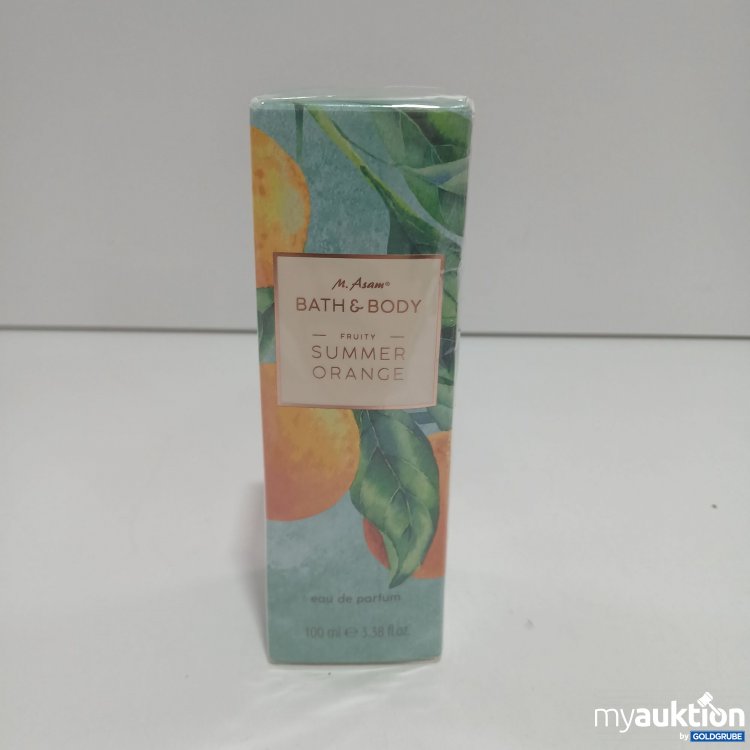 M. Asam®
BATH & BODY
— FRUITY —
SUMMER
ORANGE
eau de parfum
100 ml ℮ 3.38 fl.oz.
myauktion
by GOLDGRUBE